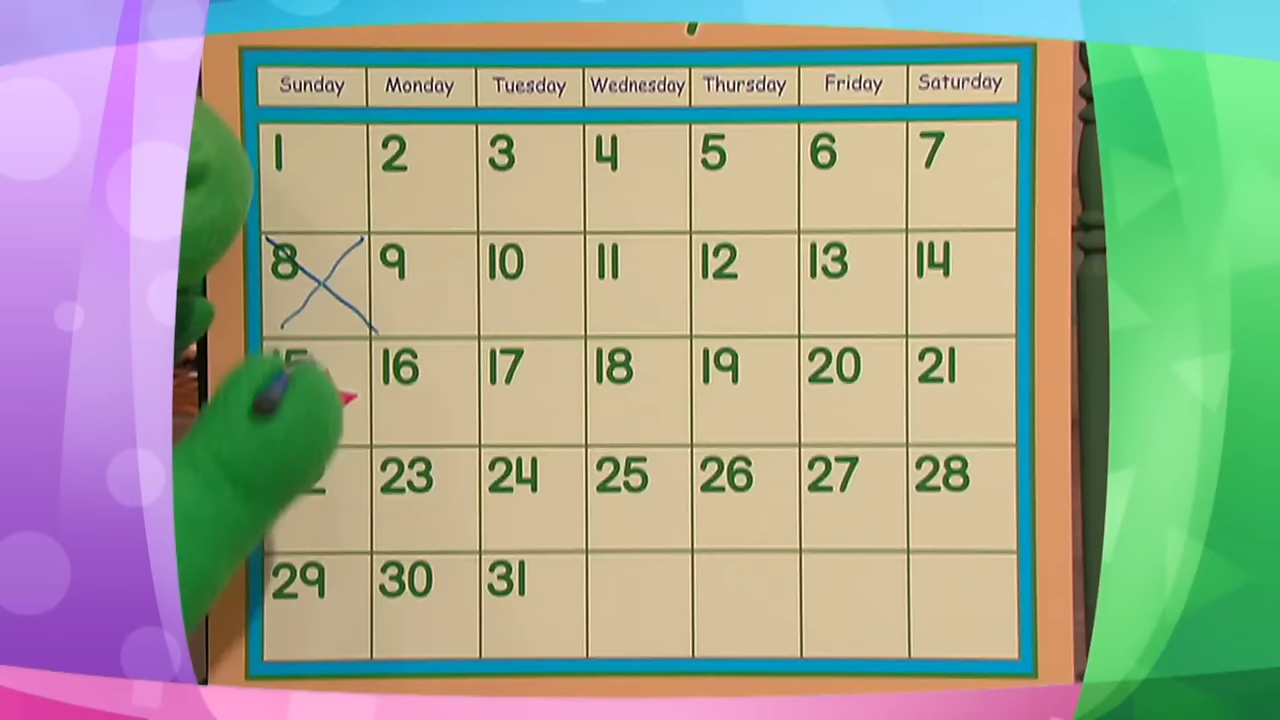 Sunday Monday Tuesday Wednesday Thursday Friday Saturday
1 2 3 4 5 6 7
8 9 10 11 12 13 14
15 16 17 18 19 20 21
23 24 25 26 27 28
29 30 31